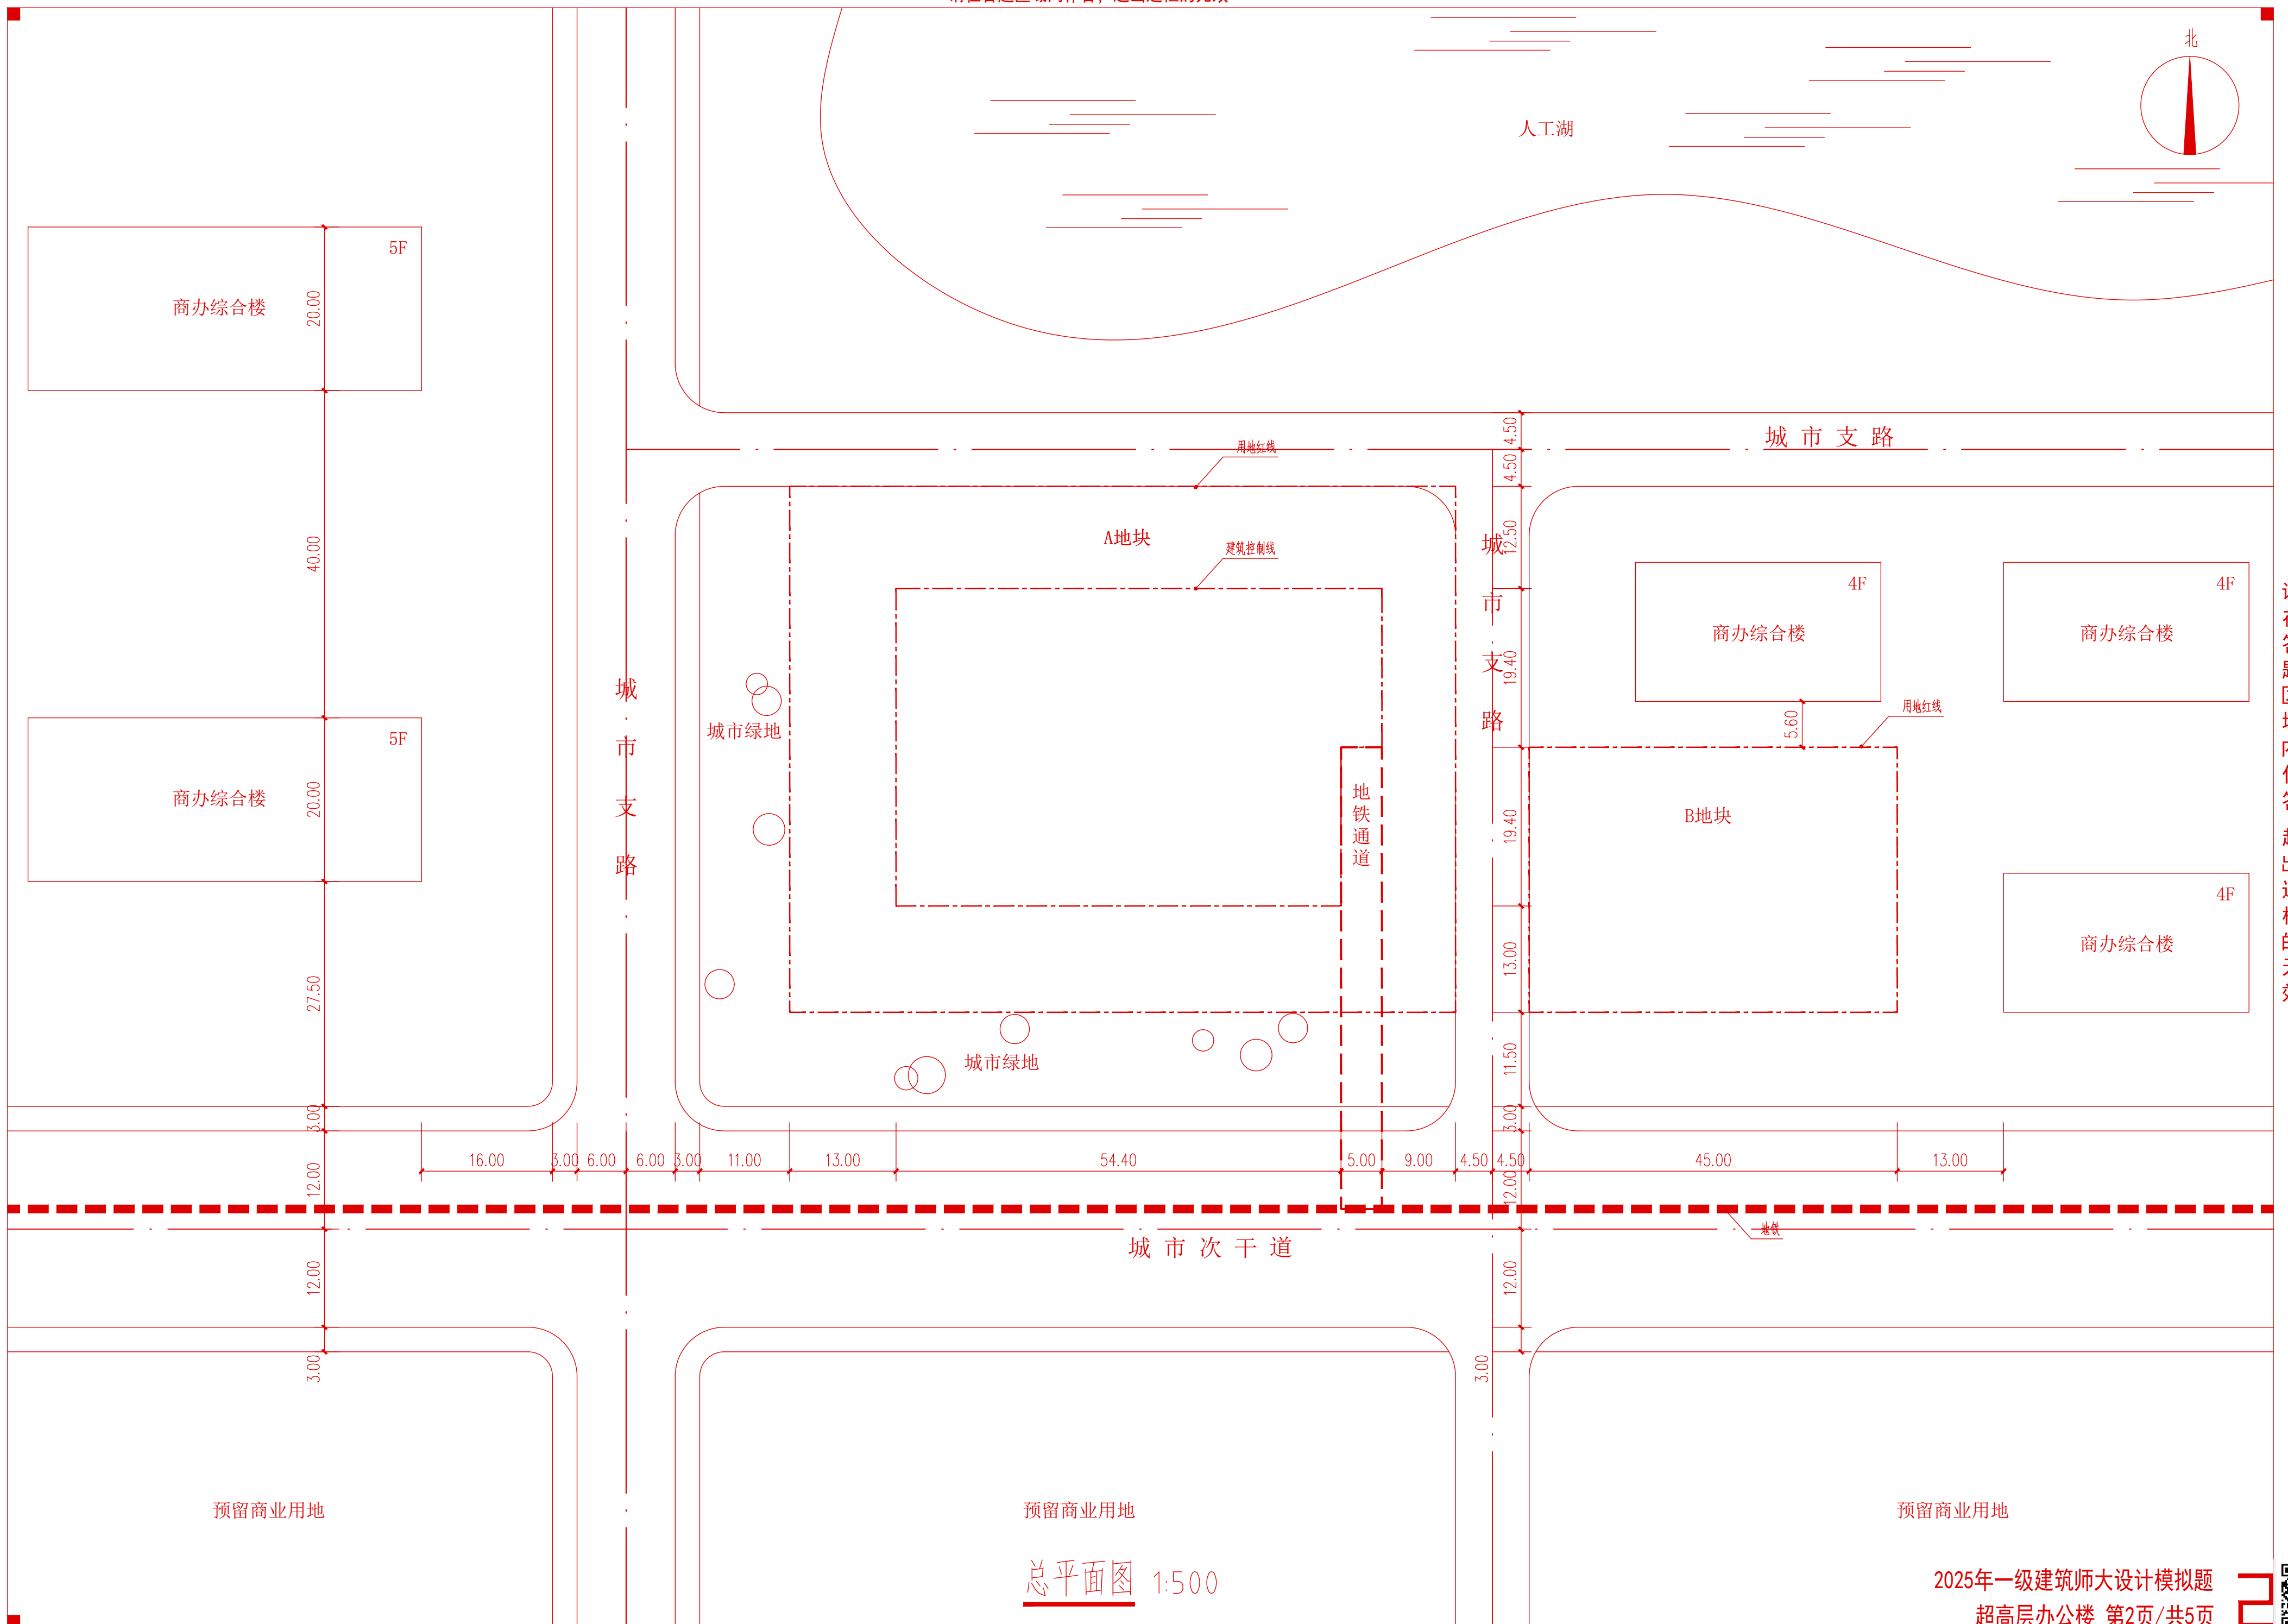 北
人工湖
5F
商办综合楼
20.00
城市支路
4.50
4.50
用地红线
A地块
建筑控制线
12.50
城市支路
19.40
4F
商办综合楼
4F
商办综合楼
40.00
城市支路
城市绿地
5F
商办综合楼
20.00
用地红线
5.60
地铁通道
19.40
B地块
4F
商办综合楼
13.00
27.50
城市绿地
11.50
3.00
3.00
16.00 3.00 6.00 6.00 3.00 11.00 13.00 54.40 5.00 9.00 4.50 4.50 45.00 13.00
12.00
12.00
地铁
城市次干道
12.00
12.00
3.00
3.00
预留商业用地
预留商业用地
预留商业用地
总平面图 1:500
2025年一级建筑师大设计模拟题
超高层办公楼 第2页/共5页
2